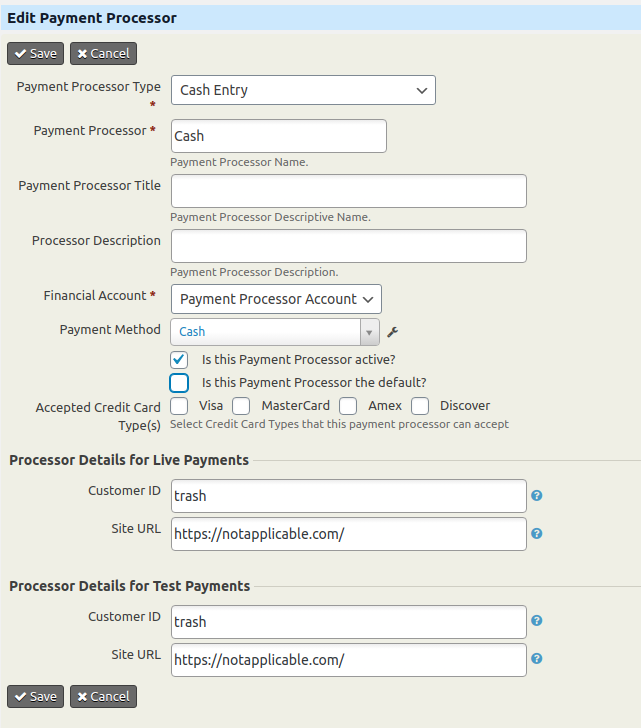 Edit Payment Processor
Save Cancel
Payment Processor Type * Cash Entry
Payment Processor * Cash
Payment Processor Name.
Payment Processor Title
Payment Processor Descriptive Name.
Processor Description
Payment Processor Description.
Financial Account * Payment Processor Account
Payment Method Cash
Is this Payment Processor active?
Is this Payment Processor the default?
Accepted Credit Card Visa MasterCard Amex Discover
Type(s) Select Credit Card Types that this payment processor can accept
Processor Details for Live Payments
Customer ID trash ?
Site URL https://notapplicable.com/ ?
Processor Details for Test Payments
Customer ID trash ?
Site URL https://notapplicable.com/ ?
Save Cancel